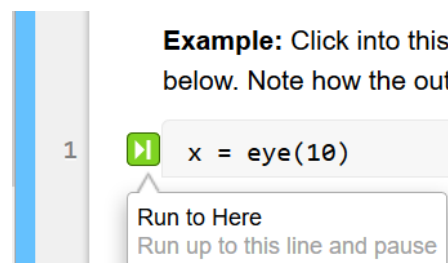 Example: Click into this
below. Note how the out
1 x = eye(10)
Run to Here
Run up to this line and pause